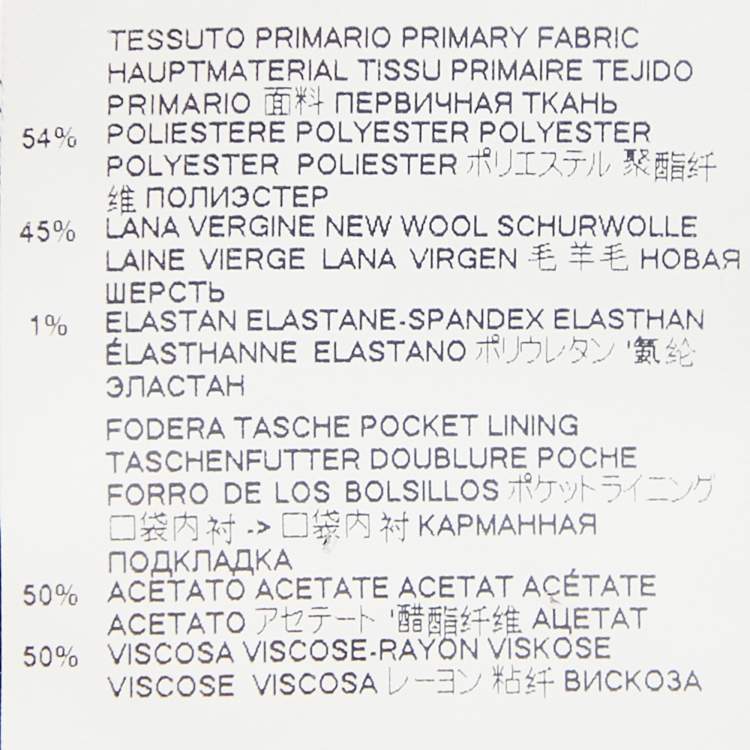 TESSUTO PRIMARIO PRIMARY FABRIC
HAUPTMATERIAL TISSU PRIMAIRE TEJIDO
PRIMARIO 面料 ПЕРВИЧНАЯ ТКАНЬ
54% POLIESTERE POLYESTER POLYESTER
POLYESTER POLIESTER ポリエステル 聚酯纤
维 ПОЛИЭСТЕР
45% LANA VERGINE NEW WOOL SCHURWOLLE
LAINE VIERGE LANA VIRGEN 毛 羊毛 НОВАЯ
ШЕРСТЬ
1% ELASTAN ELASTANE-SPANDEX ELASTHAN
ÉLASTHANNE ELASTANO ポリウレタン '氨纶
ЭЛАСТАН
FODERA TASCHE POCKET LINING
TASCHENFUTTER DOUBLURE POCHE
FORRO DE LOS BOLSILLOS ポケットライニング
口袋内衬 -> 口袋内衬 КАРМАННАЯ
ПОДКЛАДКА
50% ACETATO ACETATE ACETAT ACÉTATE
ACETATO アセテート '醋酯纤维 АЦЕТАТ
50% VISCOSA VISCOSE-RAYON VISKOSE
VISCOSE VISCOSA レーヨン 粘纤 ВИСКОЗА